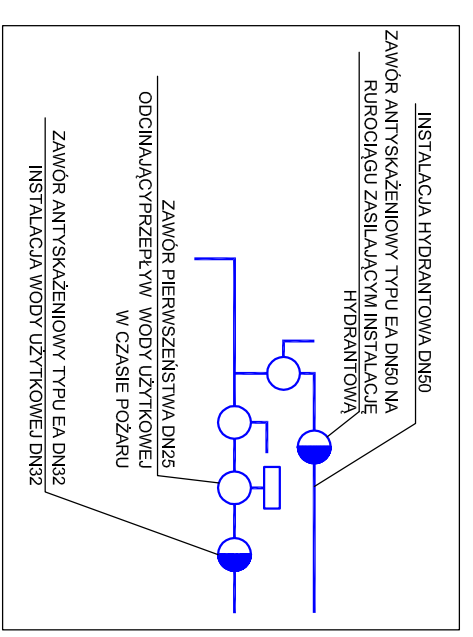 INSTALACJA HYDRANTOWA DN50
ZAWÓR ANTYSKAŻENIOWY TYPU EA DN50 NA
RUROCIĄGU ZASILAJĄCYM INSTALACJĘ
HYDRANTOWĄ
ZAWÓR PIERWSZEŃSTWA DN25
ODCINAJĄCYPRZEPŁYW WODY UŻYTKOWEJ
W CZASIE POŻARU
ZAWÓR ANTYSKAŻENIOWY TYPU EA DN32
INSTALACJA WODY UŻYTKOWEJ DN32